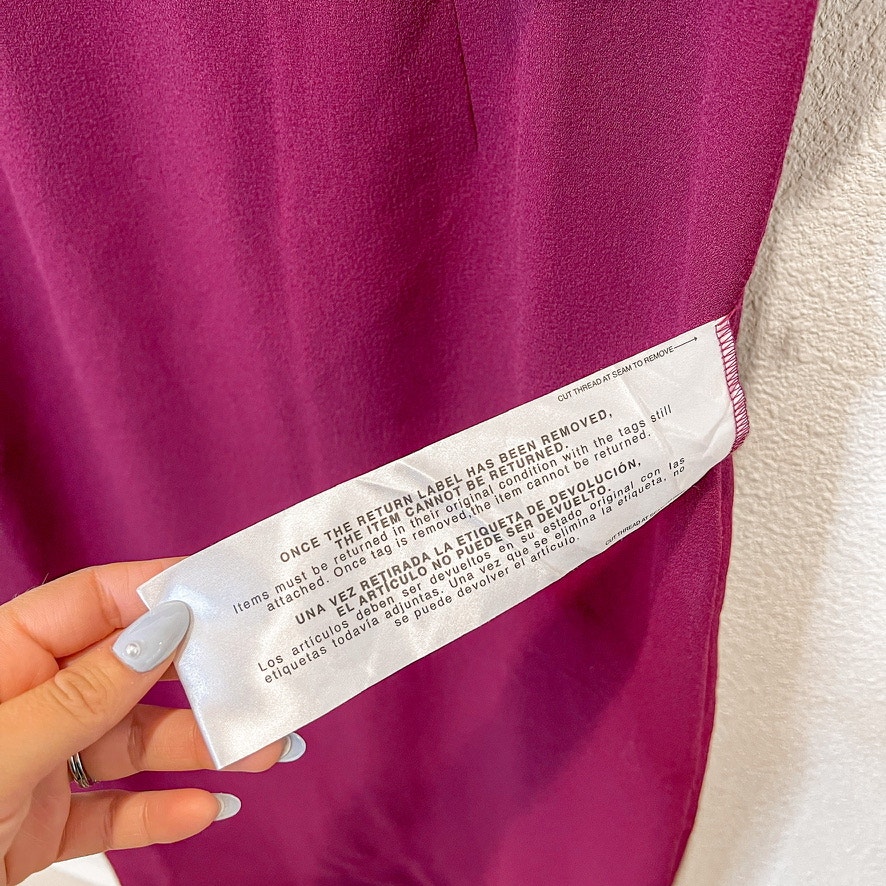 CUT THREAD AT SEAM TO REMOVE
ONCE THE RETURN LABEL HAS BEEN REMOVED,
THE ITEM CANNOT BE RETURNED.
Items must be returned in their original condition with the tags still
attached. Once tag is removed,the item cannot be returned.
UNA VEZ RETIRADA LA ETIQUETA DE DEVOLUCIÓN,
EL ARTÍCULO NO PUEDE SER DEVUELTO.
Los artículos deben ser devueltos en su estado original con las
etiquetas todavía adjuntas. Una vez que se elimina la etiqueta, no
se puede devolver el artículo.
CUT THREAD AT